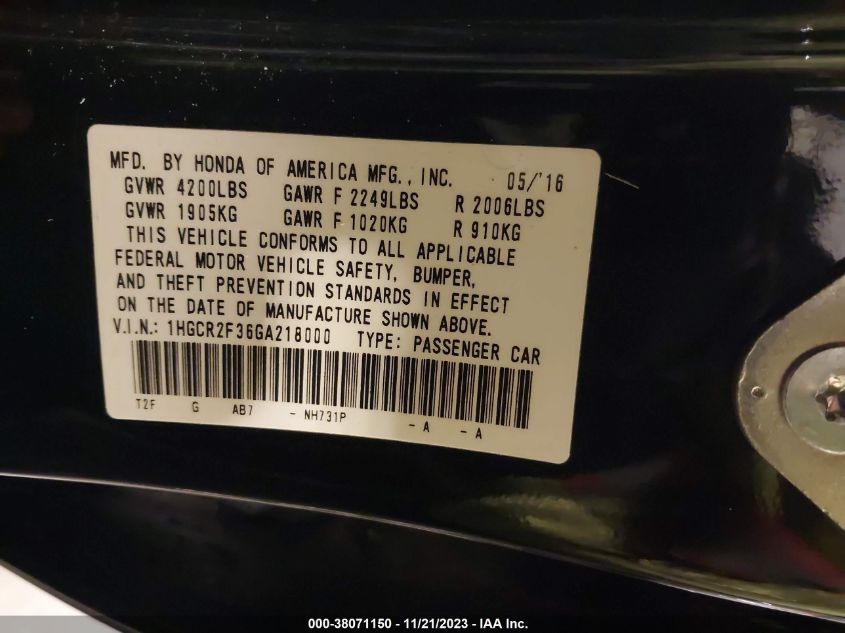 MFD. BY HONDA OF AMERICA MFG., INC. 05/'16
GVWR 4200LBS GAWR F 2249LBS R 2006LBS
GVWR 1905KG GAWR F 1020KG R 910KG
THIS VEHICLE CONFORMS TO ALL APPLICABLE
FEDERAL MOTOR VEHICLE SAFETY, BUMPER,
AND THEFT PREVENTION STANDARDS IN EFFECT
ON THE DATE OF MANUFACTURE SHOWN ABOVE.
V.I.N.: 1HGCR2F36GA218000 TYPE: PASSENGER CAR
T2F G AB7 - NH731P - A - A
000-38071150 - 11/21/2023 - IAA Inc.